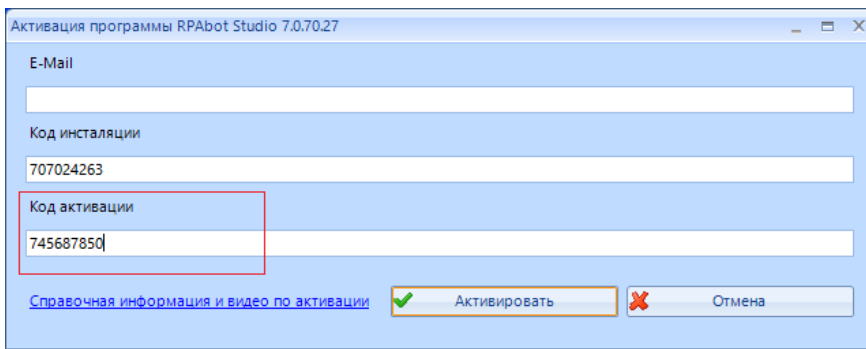 Активация программы RPAbot Studio 7.0.70.27
E-Mail
Код инсталяции
707024263
Код активации
745687850
Справочная информация и видео по активации
Активировать
Отмена